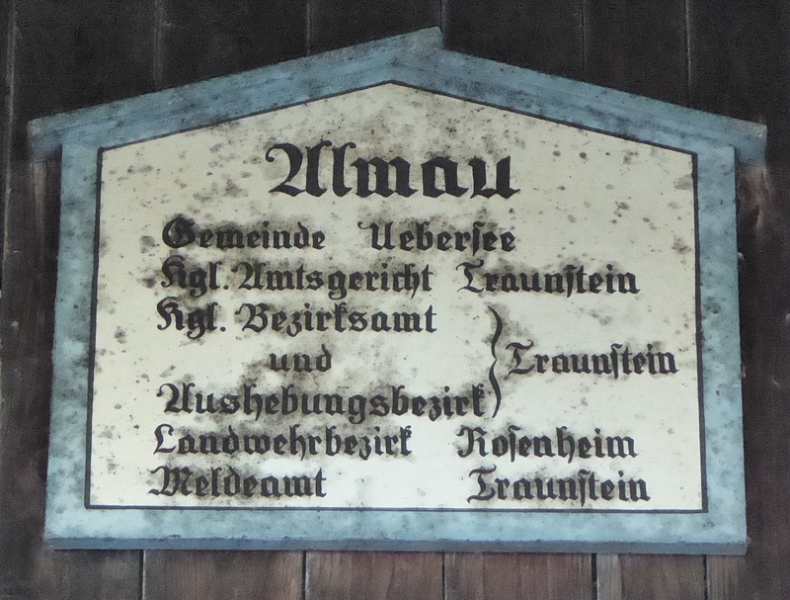 Almau
Gemeinde Uebersee
Kgl. Amtsgericht Traunstein
Kgl. Bezirksamt
und } Traunstein
Aushebungsbezirk
Landwehrbezirk Rosenheim
Meldeamt Traunstein